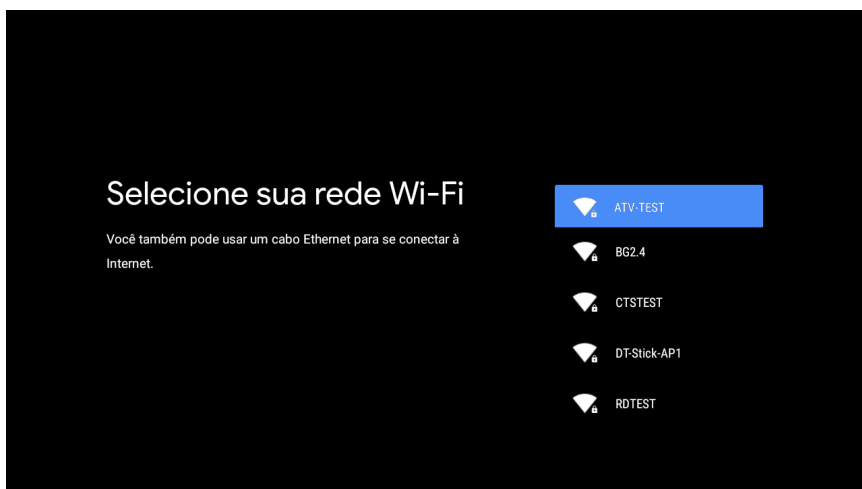 Selecione sua rede Wi-Fi
Você também pode usar um cabo Ethernet para se conectar à
Internet.
ATV-TEST
BG2.4
CTSTEST
DT-Stick-AP1
RDTEST